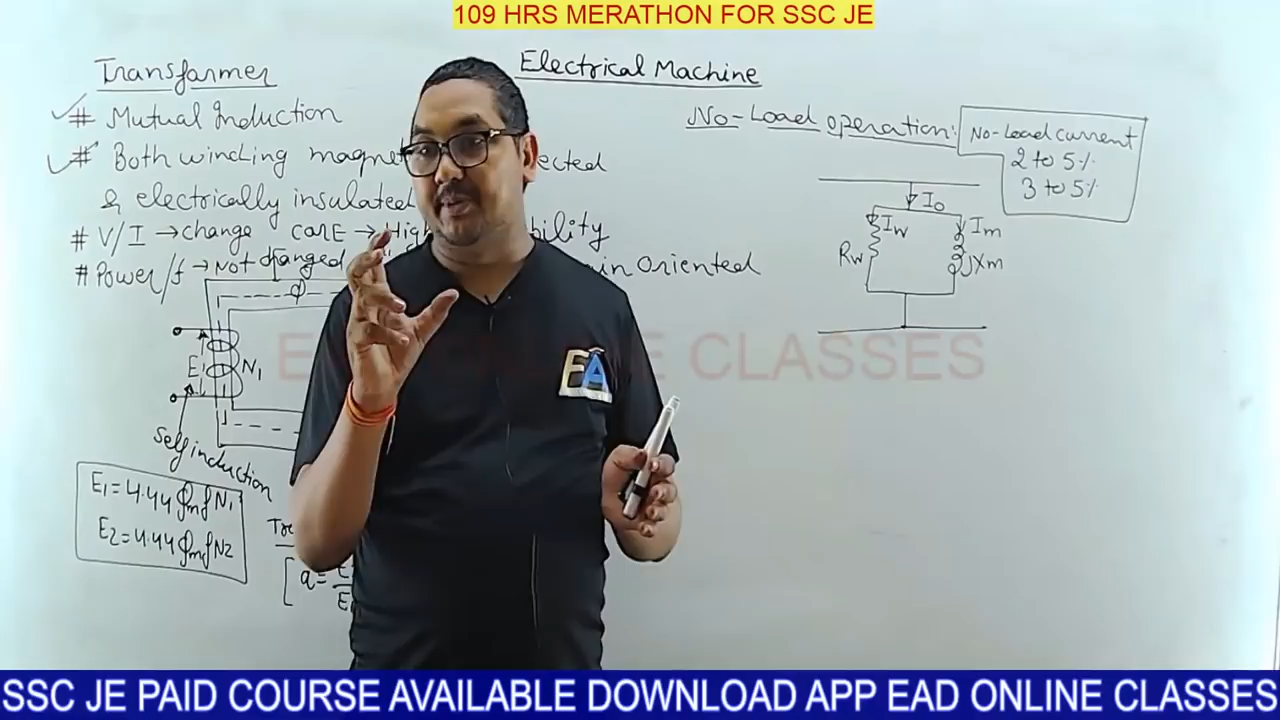 109 HRS MERATHON FOR SSC JE
Transformer
Electrical Machine
# Mutual Induction
# Both winding magnet ected
& electrically insulated
# V/I → change core → High bility
# Power/f → Not changed in Oriented
ϕ
E1 N1
Self induction
E1 = 4.44 ϕm f N1
E2 = 4.44 ϕm f N2
[a = E
E
No-Load operation:
No-Load current
2 to 5%
3 to 5%
I0
Iw Im
Rw Xm
EA
CLASSES
SSC JE PAID COURSE AVAILABLE DOWNLOAD APP EAD ONLINE CLASSES